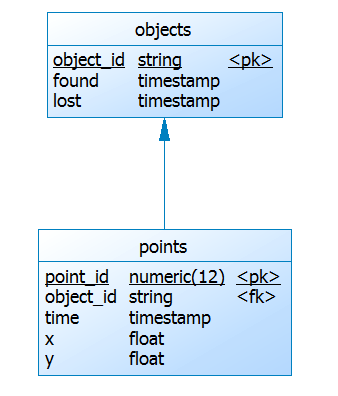 objects
object_id string <pk>
found timestamp
lost timestamp
points
point_id numeric(12) <pk>
object_id string <fk>
time timestamp
x float
y float